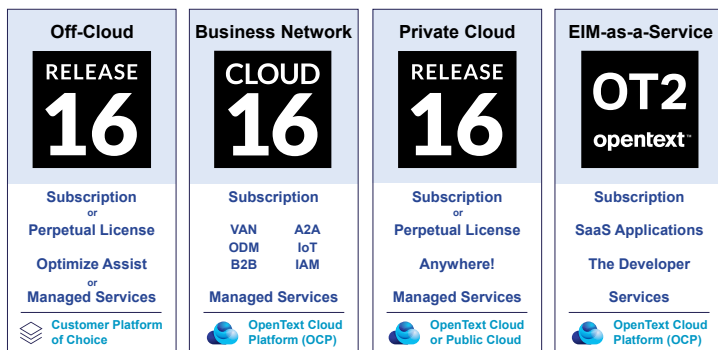 Off-Cloud
RELEASE
16
Subscription
or
Perpetual License
Optimize Assist
or
Managed Services
Customer Platform
of Choice
Business Network
CLOUD
16
Subscription
VAN A2A
ODM IoT
B2B IAM
Managed Services
OpenText Cloud
Platform (OCP)
Private Cloud
RELEASE
16
Subscription
or
Perpetual License
Anywhere!
Managed Services
OpenText Cloud
or Public Cloud
EIM-as-a-Service
OT2
opentext™
Subscription
SaaS Applications
The Developer
Services
OpenText Cloud
Platform (OCP)